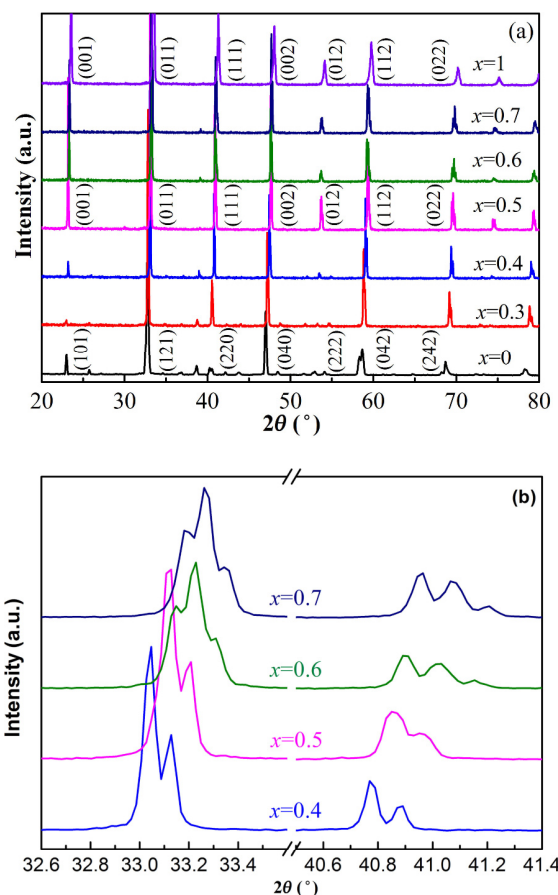 (a)
Intensity (a.u.)
(001) (011) (111) (002) (012) (112) (022) x=1
x=0.7
x=0.6
(001) (011) (111) (002) (012) (112) (022) x=0.5
x=0.4
x=0.3
(101) (121) (220) (040) (222) (042) (242) x=0
20 30 40 50 60 70 80
2θ (°)
(b)
Intensity (a.u.)
x=0.7
x=0.6
x=0.5
x=0.4
32.6 32.8 33.0 33.2 33.4 40.6 40.8 41.0 41.2 41.4
2θ (°)